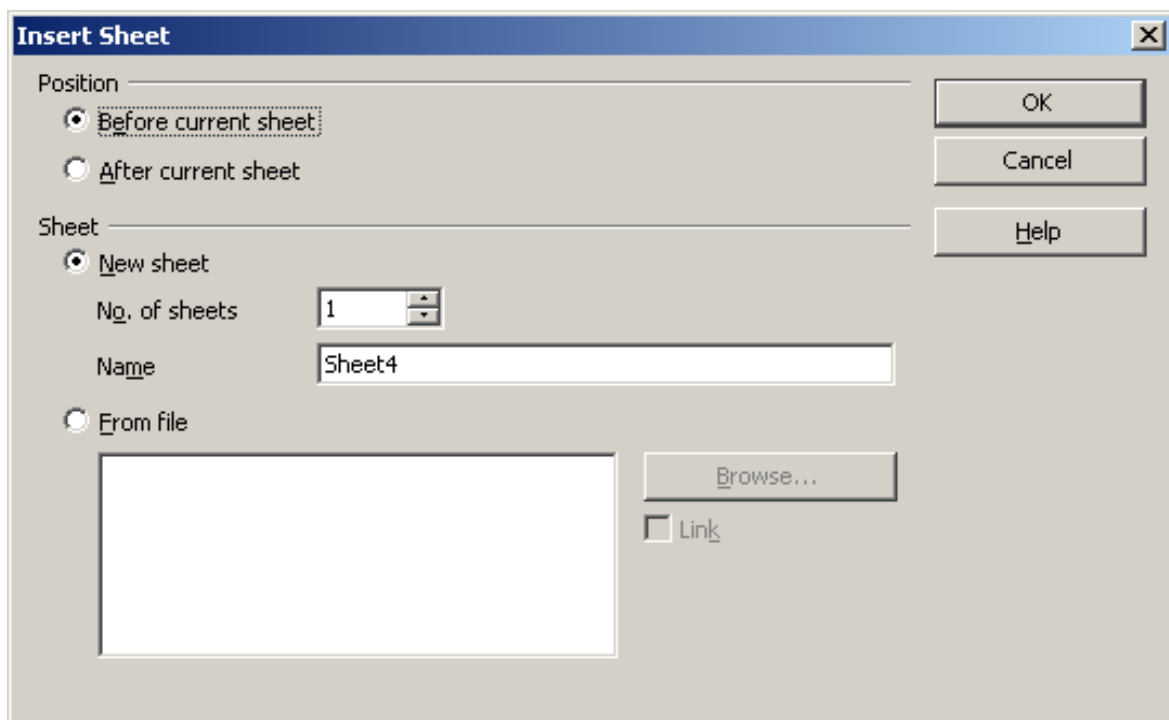 Insert Sheet
Position
OK
Before current sheet
Cancel
After current sheet
Sheet
Help
New sheet
No. of sheets 1
Name Sheet4
From file
Browse...
Link